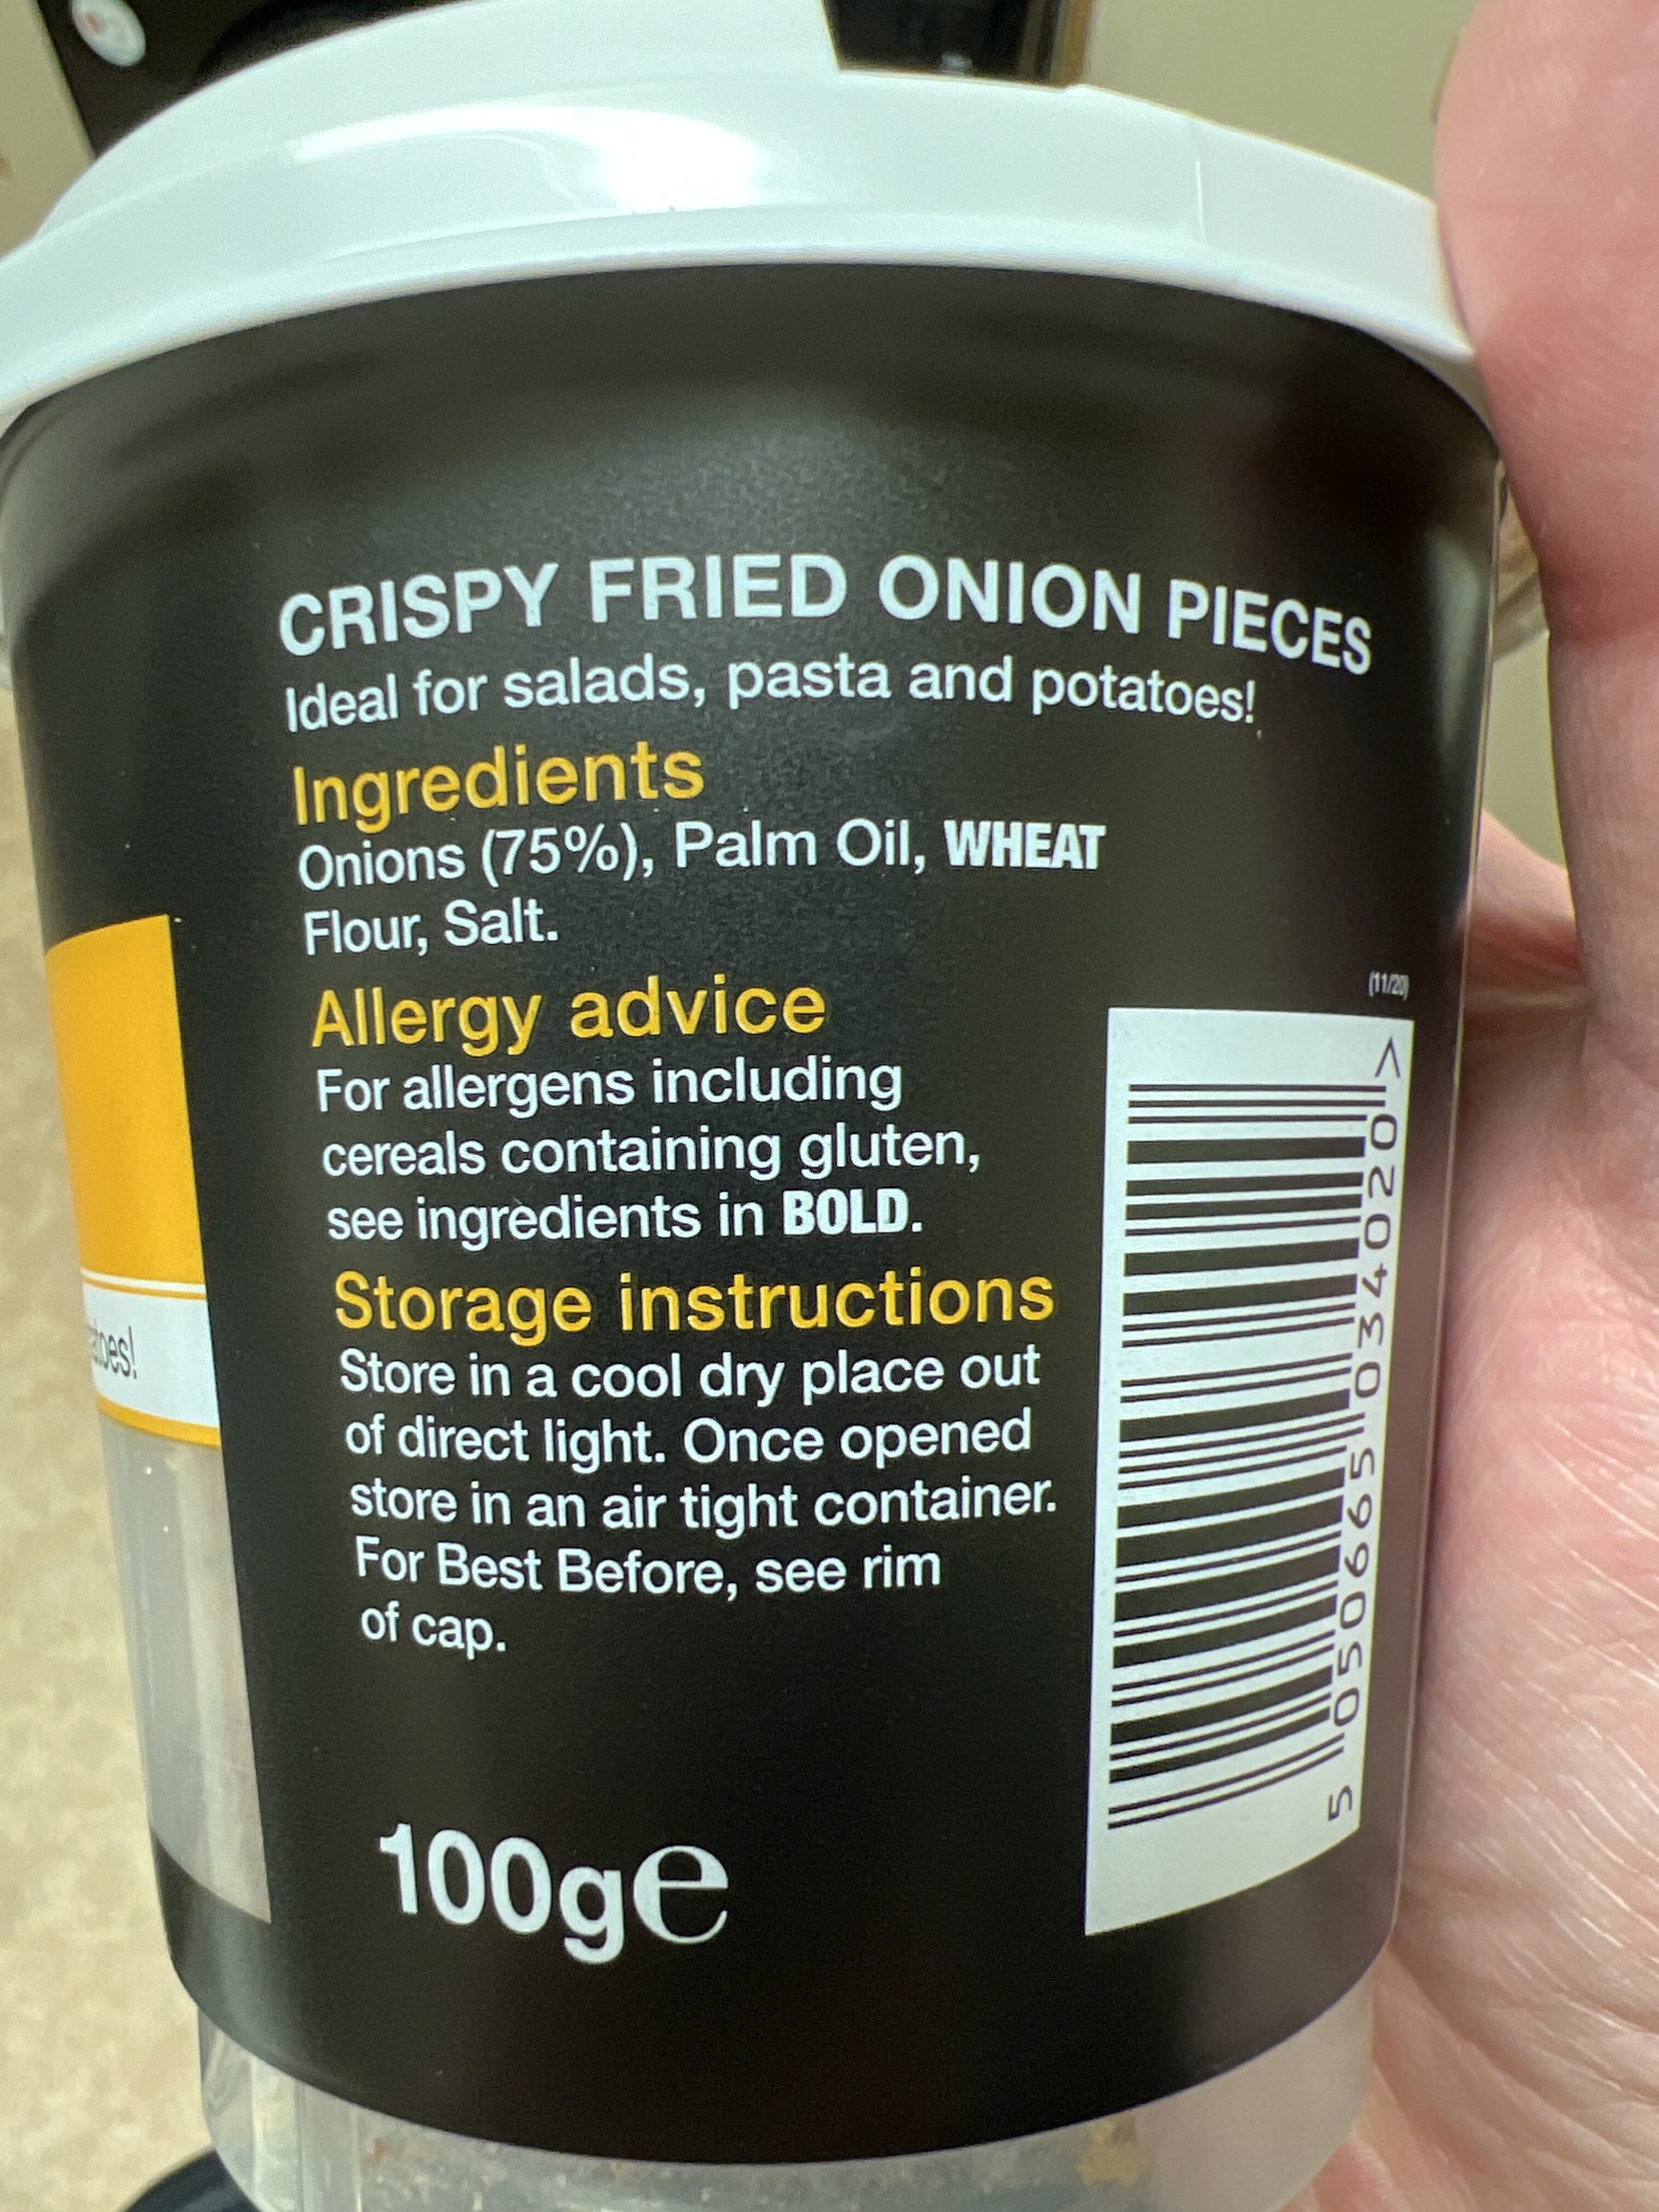 CRISPY FRIED ONION PIECES
Ideal for salads, pasta and potatoes!
Ingredients
Onions (75%), Palm Oil, WHEAT
Flour, Salt.
Allergy advice
For allergens including
cereals containing gluten,
see ingredients in BOLD.
Storage instructions
Store in a cool dry place out
of direct light. Once opened
store in an air tight container.
For Best Before, see rim
of cap.
100ge
(11/20)
5 050665 034020 >